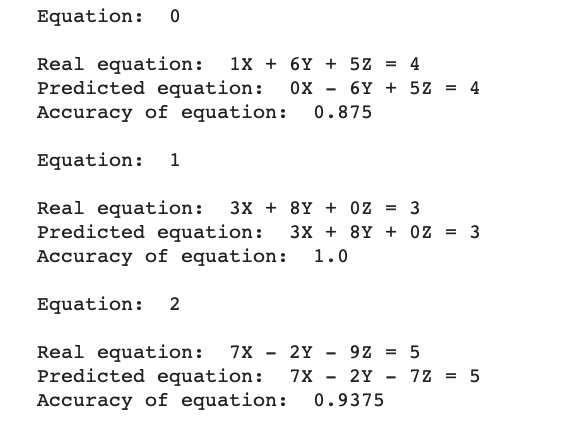 Equation:  0
Real equation:  1X + 6Y + 5Z = 4
Predicted equation:  0X - 6Y + 5Z = 4
Accuracy of equation:  0.875
Equation:  1
Real equation:  3X + 8Y + 0Z = 3
Predicted equation:  3X + 8Y + 0Z = 3
Accuracy of equation:  1.0
Equation:  2
Real equation:  7X - 2Y - 9Z = 5
Predicted equation:  7X - 2Y - 7Z = 5
Accuracy of equation:  0.9375